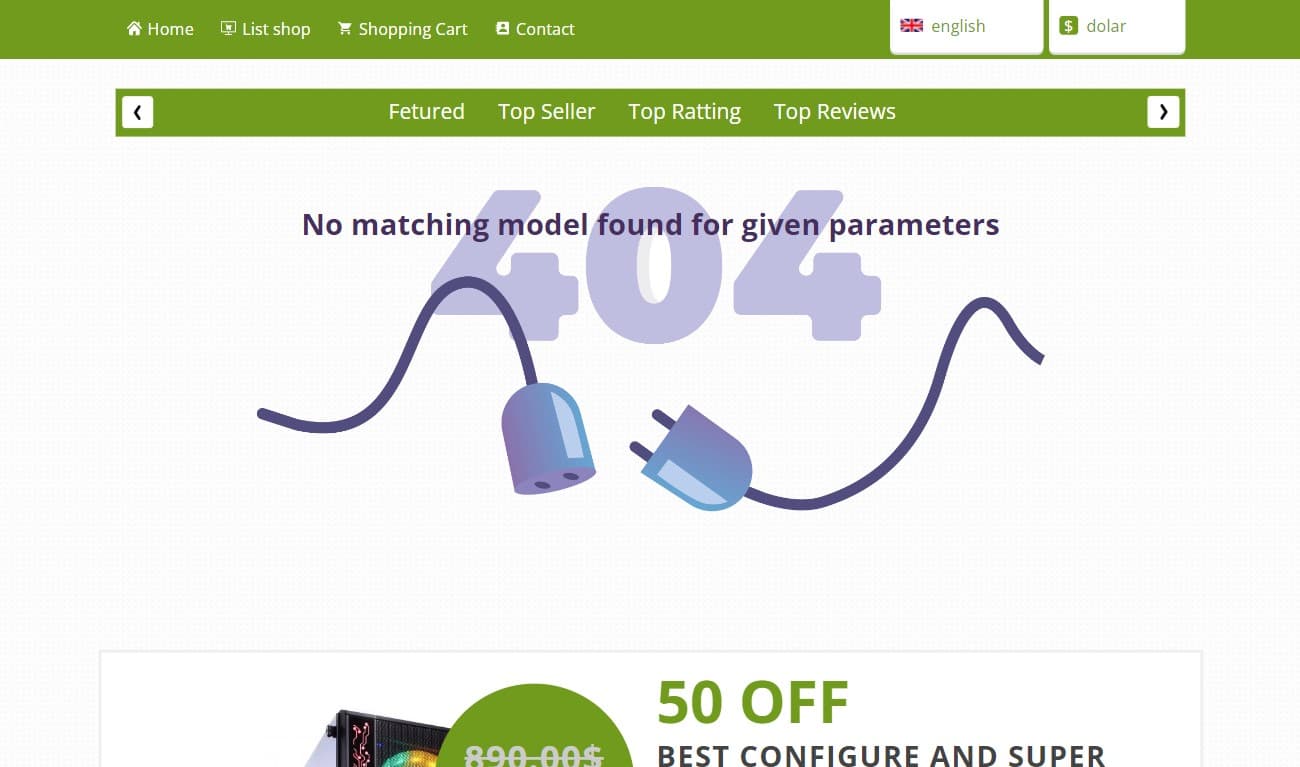 Home List shop Shopping Cart Contact english $ dolar
Fetured Top Seller Top Ratting Top Reviews
404
No matching model found for given parameters
50 OFF
890.00$
BEST CONFIGURE AND SUPER